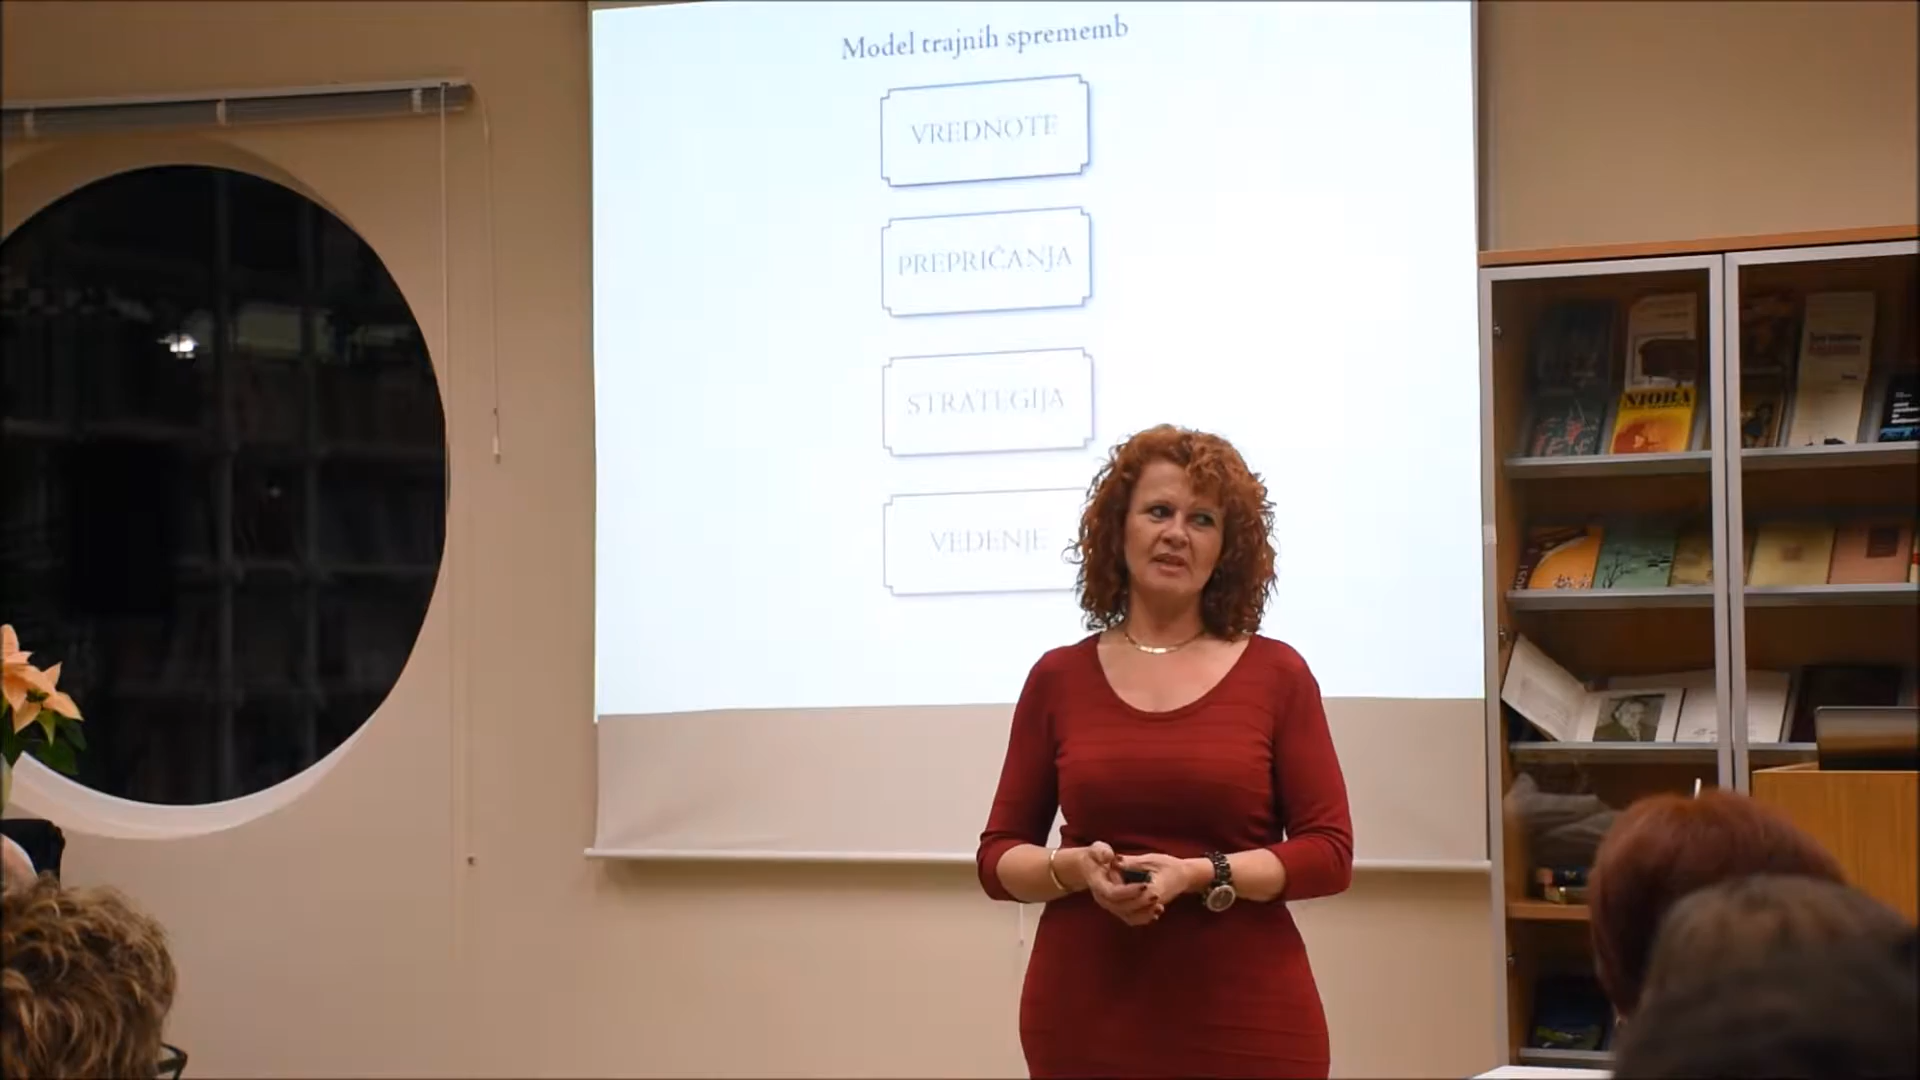 Model trajnih sprememb
VREDNOTE
PREPRIČANJA
STRATEGIJA
VEDENJE
NIOBA